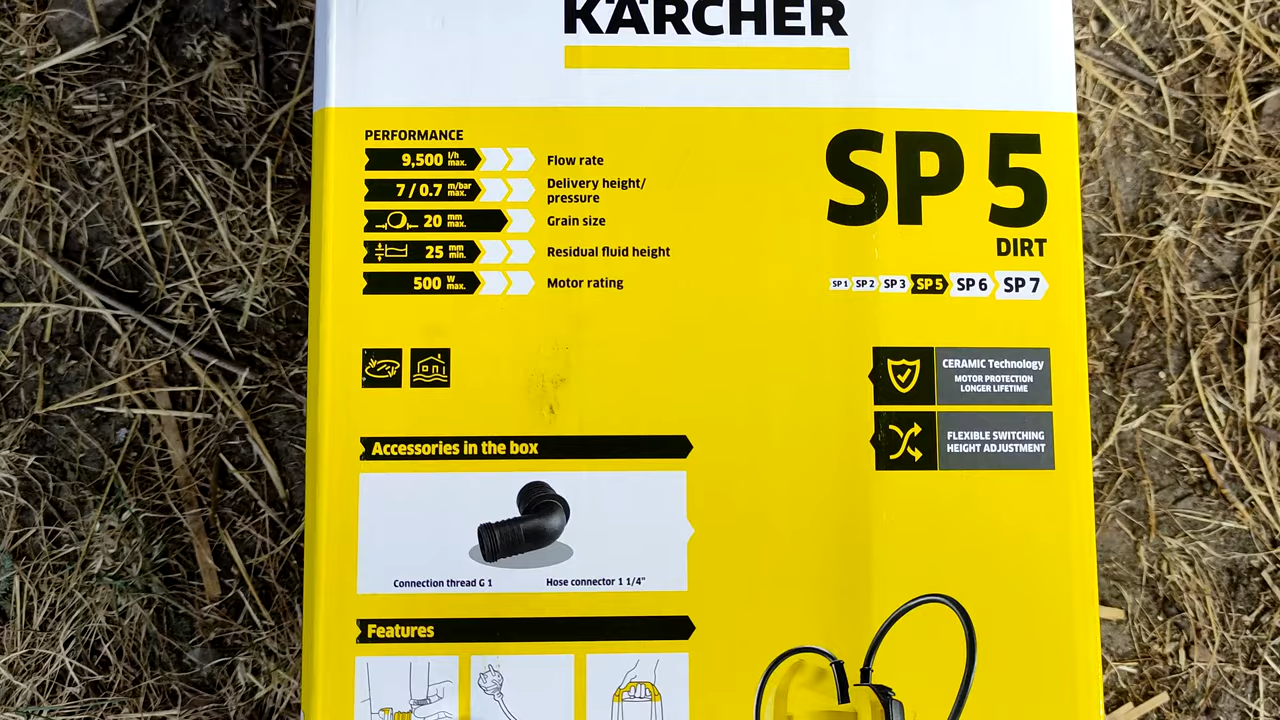 KÄRCHER
PERFORMANCE
9,500 l/h max. Flow rate
7 / 0.7 m/bar max. Delivery height/
pressure
20 mm max. Grain size
25 mm min. Residual fluid height
500 W max. Motor rating
SP 5
DIRT
SP 1 SP 2 SP 3 SP 5 SP 6 SP 7
CERAMIC Technology
MOTOR PROTECTION
LONGER LIFETIME
FLEXIBLE SWITCHING
HEIGHT ADJUSTMENT
Accessories in the box
Connection thread G 1 Hose connector 1 1/4"
Features